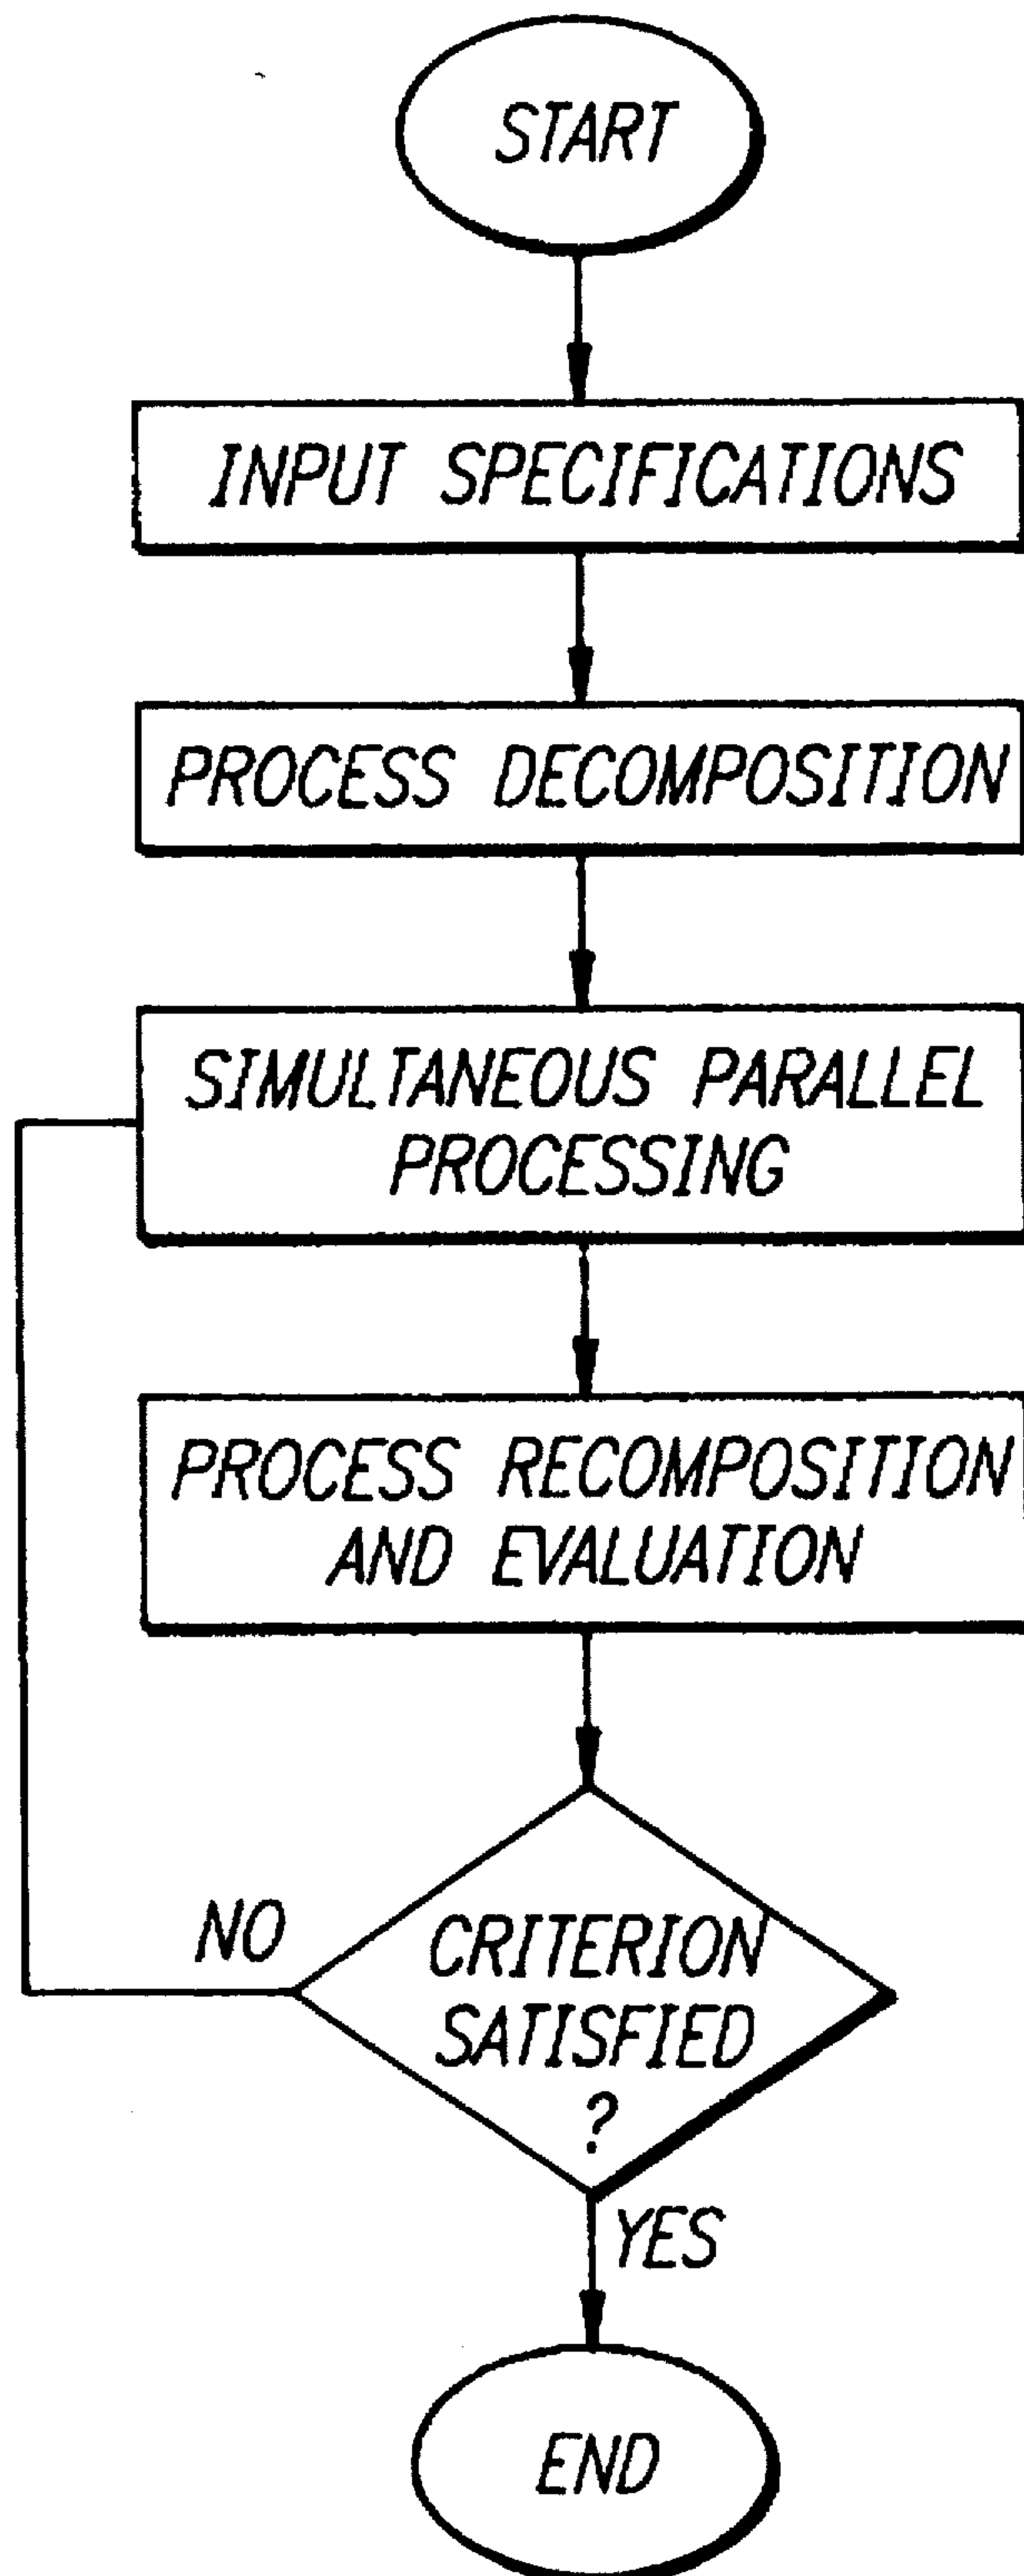 START
INPUT SPECIFICATIONS
PROCESS DECOMPOSITION
SIMULTANEOUS PARALLEL
PROCESSING
PROCESS RECOMPOSITION
AND EVALUATION
NO
CRITERION
SATISFIED
?
YES
END